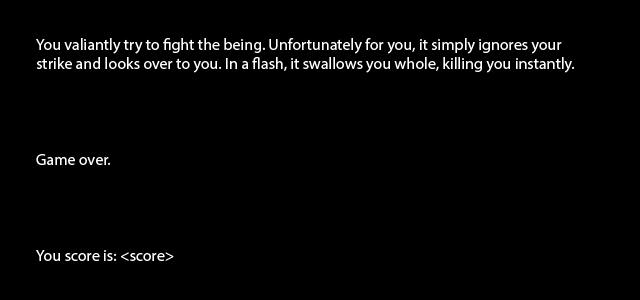 You valiantly try to fight the being. Unfortunately for you, it simply ignores your
strike and looks over to you. In a flash, it swallows you whole, killing you instantly.
Game over.
You score is: <score>